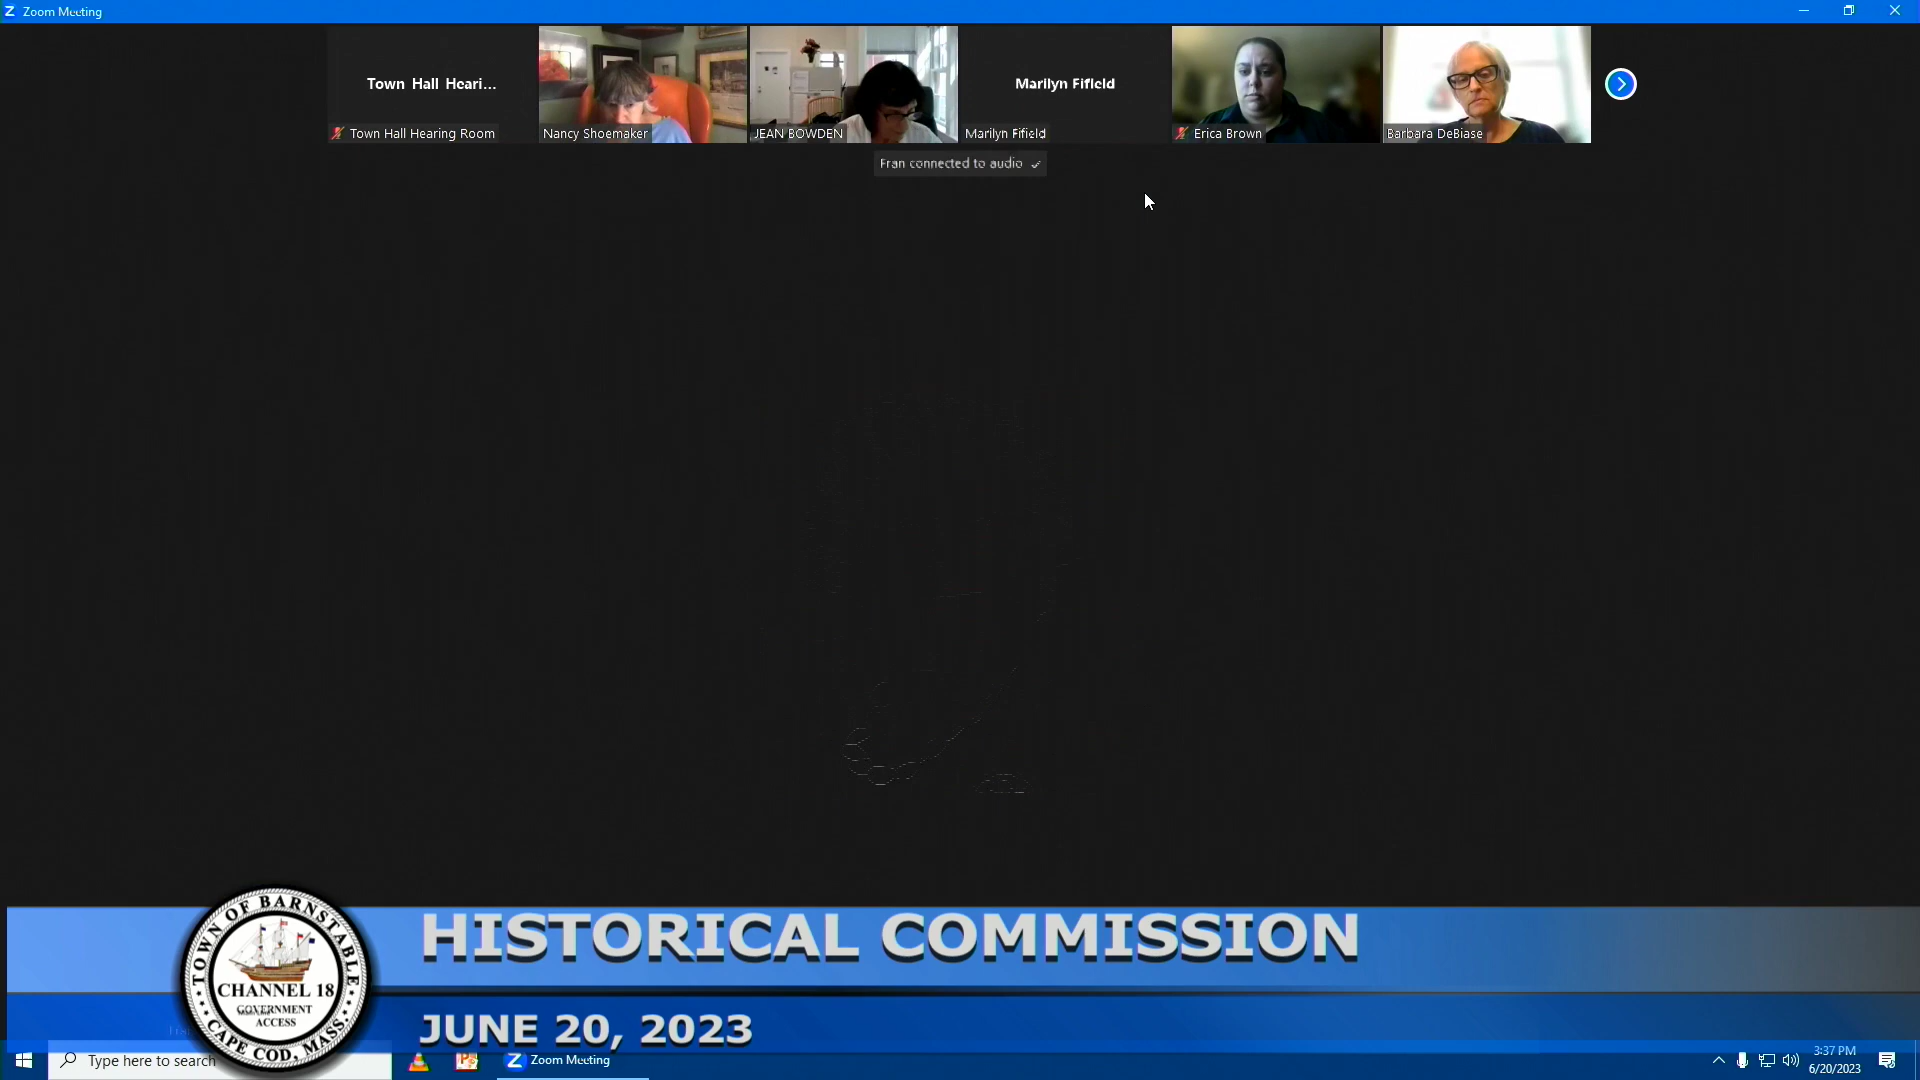 Zoom Meeting
Town Hall Heari...
Marilyn Fifield
Town Hall Hearing Room
Nancy Shoemaker
JEAN BOWDEN
Marilyn Fifield
Erica Brown
Barbara DeBiase
Fran connected to audio
HISTORICAL COMMISSION
JUNE 20, 2023
TOWN OF BARNSTABLE
CHANNEL 18
GOVERNMENT
ACCESS
CAPE COD, MASS.
Type here to search
Zoom Meeting
3:37 PM
6/20/2023